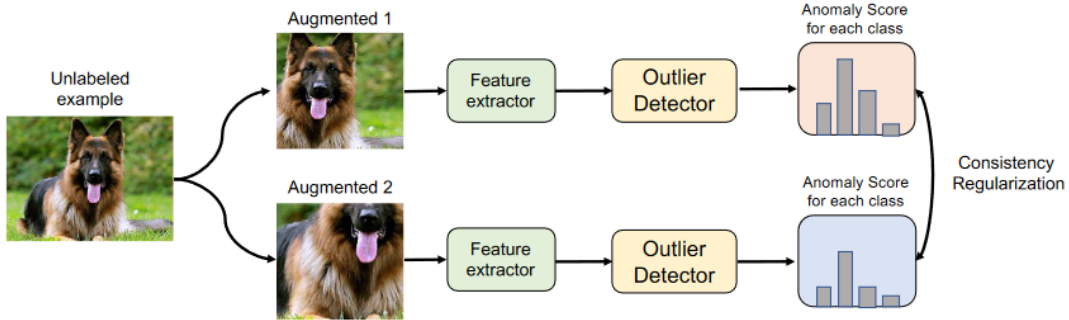 Unlabeled
example
Augmented 1
Feature
extractor
Outlier
Detector
Anomaly Score
for each class
Augmented 2
Feature
extractor
Outlier
Detector
Anomaly Score
for each class
Consistency
Regularization